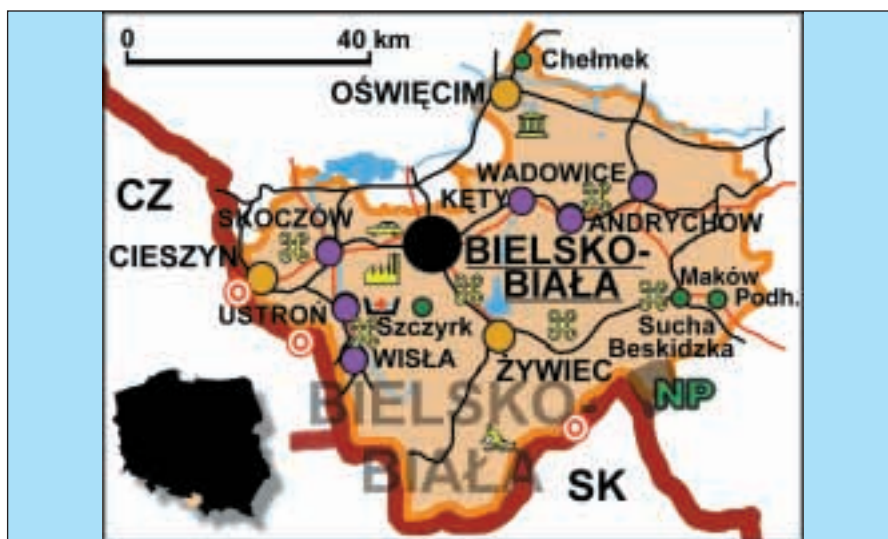 0
40 km
Chełmek
OŚWIĘCIM
CZ
WADOWICE
KĘTY
SKOCZÓW
ANDRYCHÓW
CIESZYN
BIELSKO-
BIAŁA
Maków
Podh.
USTROŃ
Szczyrk
Sucha
Beskidzka
WISŁA
ŻYWIEC
NP
BIELSKO-
BIAŁA
SK